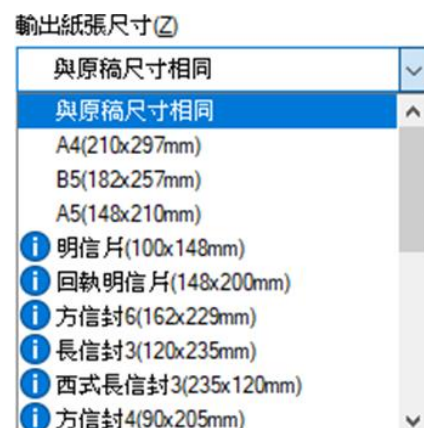 輸出紙張尺寸(Z)
與原稿尺寸相同
與原稿尺寸相同
A4(210x297mm)
B5(182x257mm)
A5(148x210mm)
明信片(100x148mm)
回執明信片(148x200mm)
方信封6(162x229mm)
長信封3(120x235mm)
西式長信封3(235x120mm)
方信封4(90x205mm)